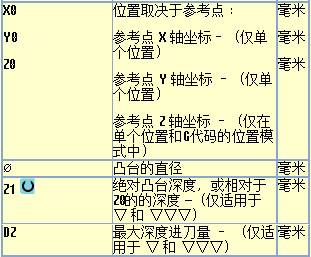 X0
位置取决于参考点：
毫米
Y0
参考点 X 轴坐标 - （仅单
个位置）
毫米
Z0
参考点 Y 轴坐标 - （仅单
个位置）
毫米
参考点 Z 轴坐标 - （仅在
单个位置和G代码的位置模
式中）
ø
凸台的直径
毫米
Z1
绝对凸台深度，或相对于
Z0的的深度 - （仅适用于
▽ 和 ▽▽▽）
毫米
DZ
最大深度进刀量 - （仅适
用于 ▽ 和 ▽▽▽）
毫米